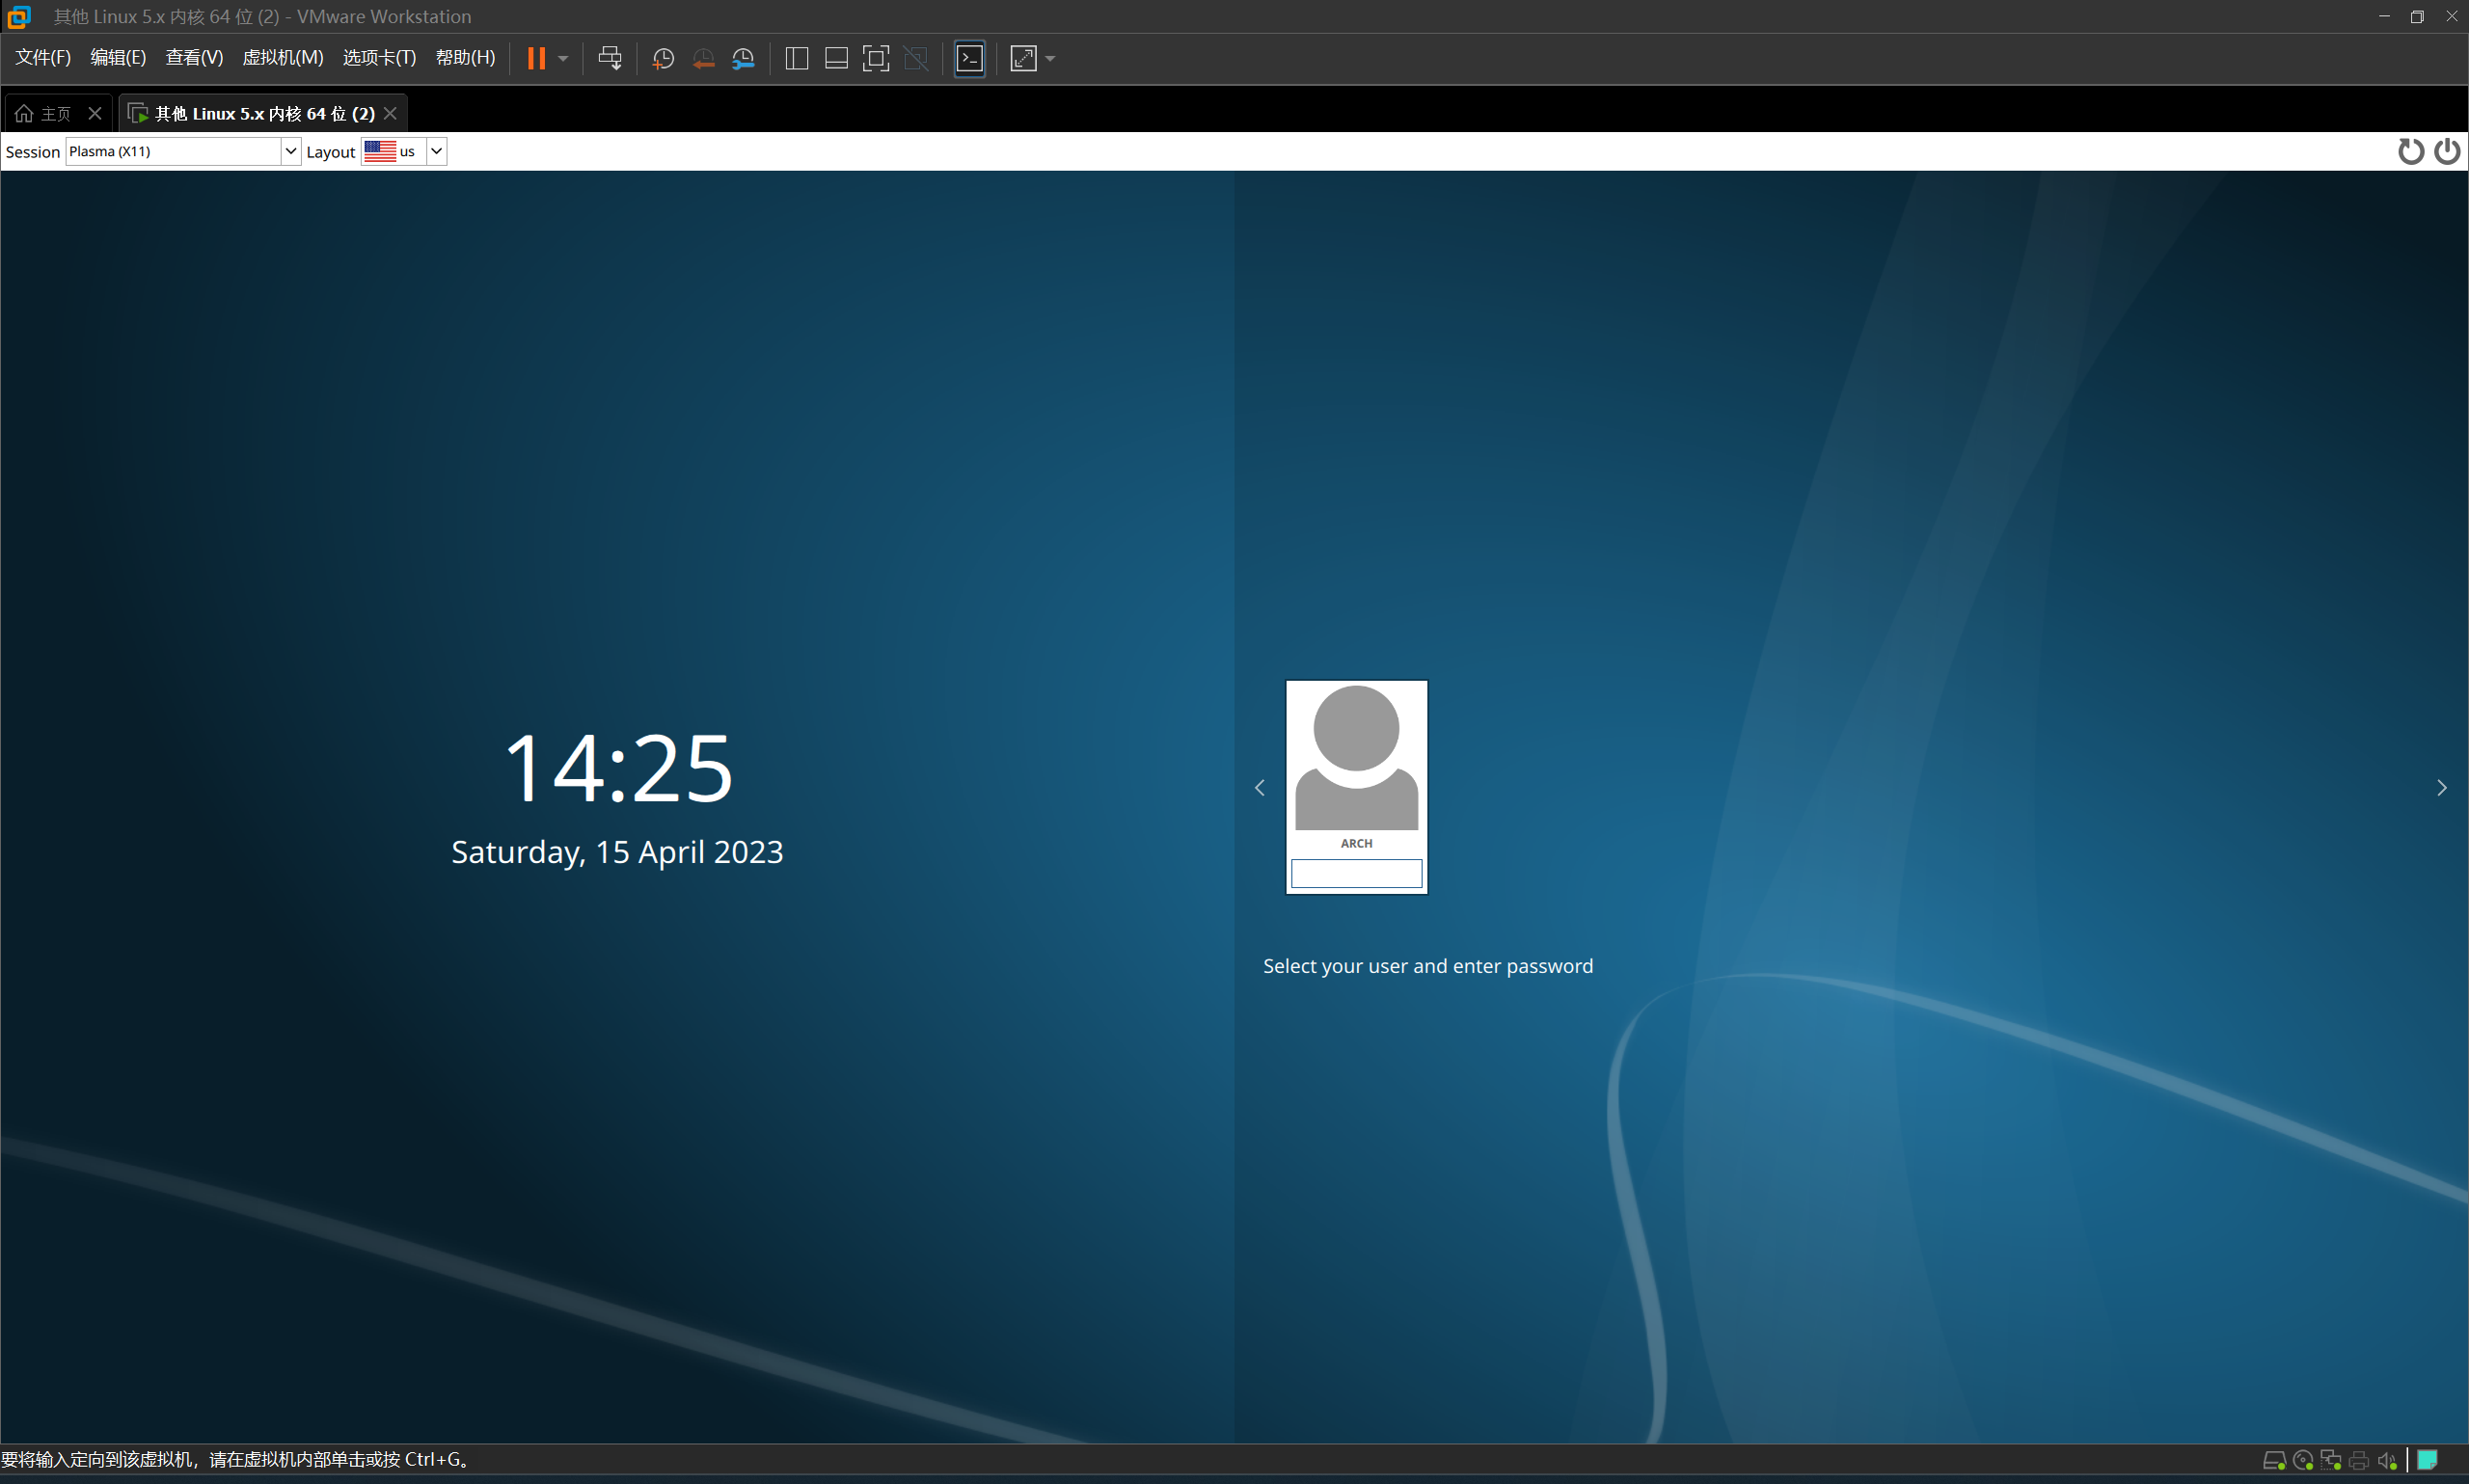 其他 Linux 5.x 内核 64 位 (2) - VMware Workstation
文件(F) 编辑(E) 查看(V) 虚拟机(M) 选项卡(T) 帮助(H)
主页 其他 Linux 5.x 内核 64 位 (2)
Session Plasma (X11) Layout us
14:25
Saturday, 15 April 2023
ARCH
Select your user and enter password
要将输入定向到该虚拟机，请在虚拟机内部单击或按 Ctrl+G。